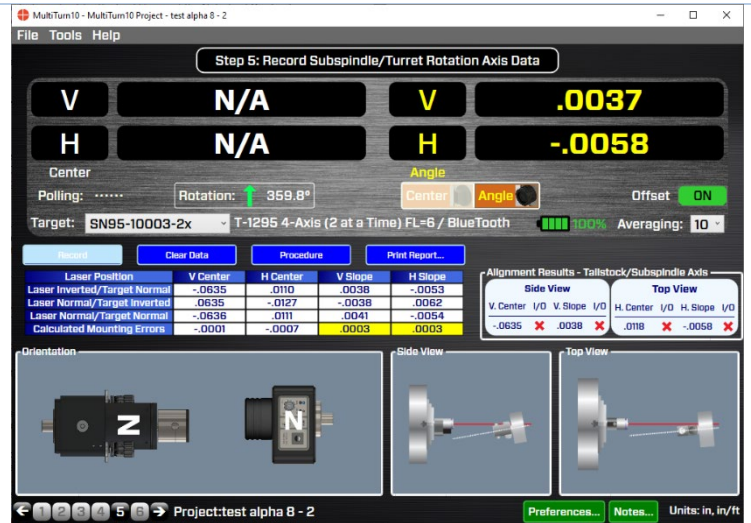 MultiTurn10 - MultiTurn10 Project - test alpha 8 - 2
File Tools Help
Step 5: Record Subspindle/Turret Rotation Axis Data
V N/A V .0037
H N/A H -.0058
Center Angle
Polling: ······ Rotation: 359.8° Center Angle Offset ON
Target: SN95-10003-2x T-1295 4-Axis (2 at a Time) FL=6 / BlueTooth 100% Averaging: 10
Record Clear Data Procedure Print Report...
Laser Position V Center H Center V Slope H Slope
Laser Inverted/Target Normal -.0635 .0110 .0038 -.0053
Laser Normal/Target Inverted .0635 -.0127 -.0038 .0062
Laser Normal/Target Normal -.0636 .0111 .0041 -.0054
Calculated Mounting Errors -.0001 -.0007 .0003 .0003
Alignment Results - Tailstock/Subspindle Axis
Side View Top View
V. Center I/O V. Slope I/O H. Center I/O H. Slope I/O
-.0635 .0038 .0118 -.0058
Orientation Side View Top View
N N
1 2 3 4 5 6 Project:test alpha 8 - 2 Preferences... Notes... Units: in, in/ft